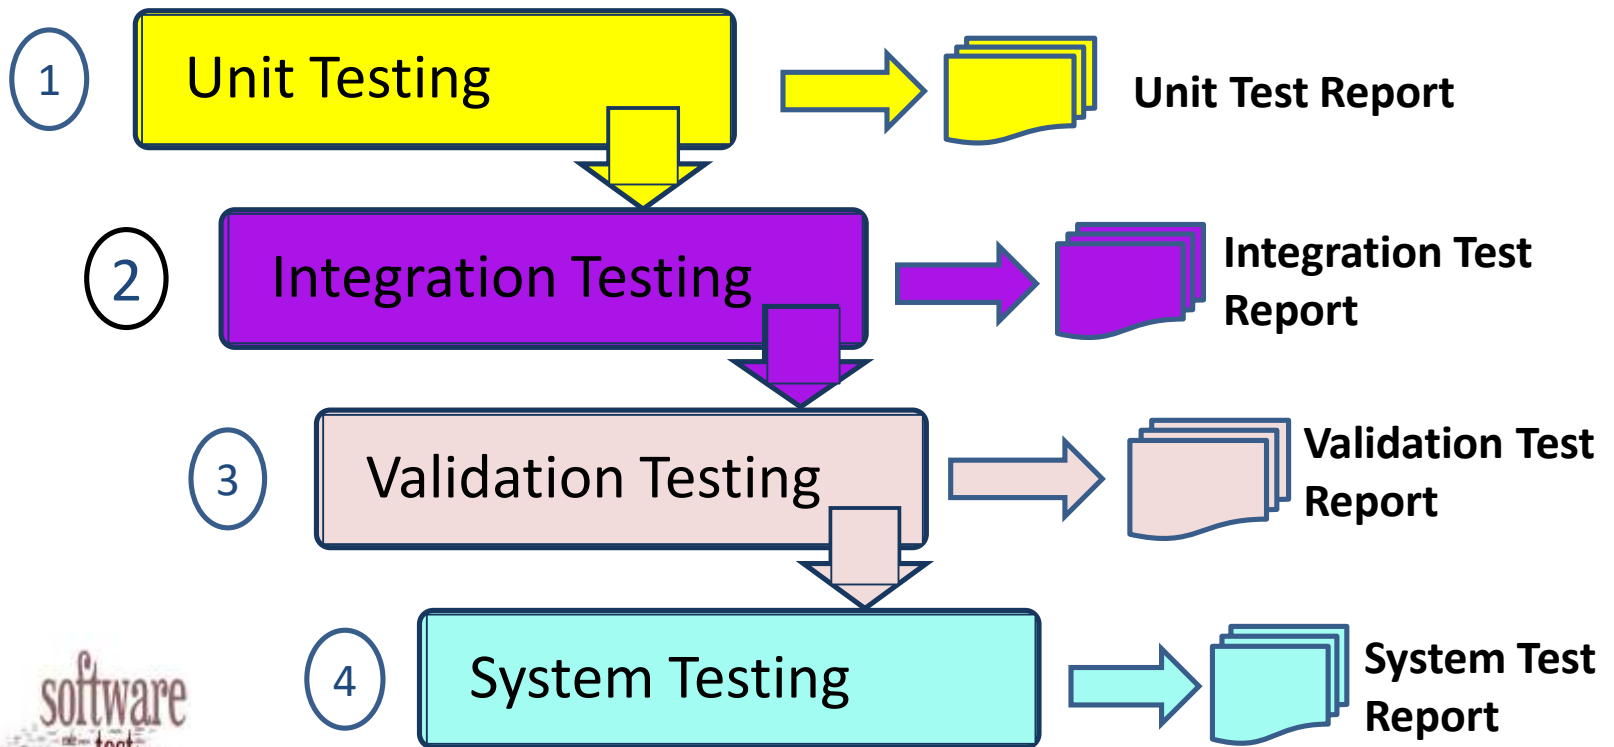 1
Unit Testing
Unit Test Report
2
Integration Testing
Integration Test
Report
3
Validation Testing
Validation Test
Report
4
System Testing
System Test
Report
software
test